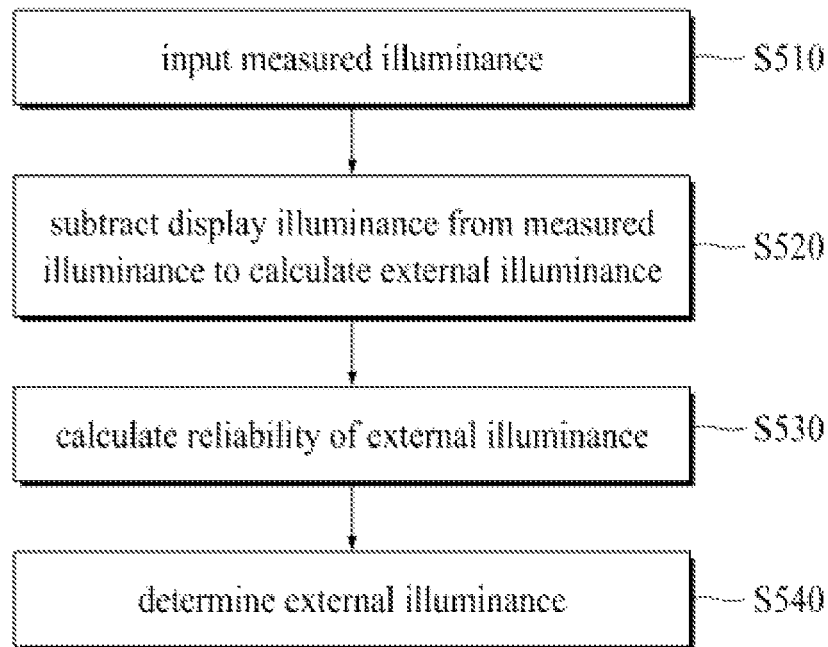 input measured illuminance
S510
subtract display illuminance from measured
illuminance to calculate external illuminance
S520
calculate reliability of external illuminance
S530
determine external illuminance
S540